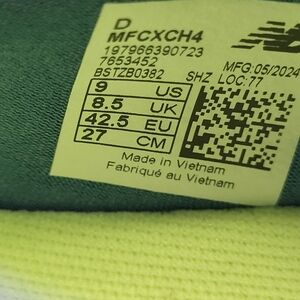 D
MFCXCH4
197966390723
7653452
BSTZB0382
MFG:05/2024
SHZ LOC:77
9 US
8.5 UK
42.5 EU
27 CM
Made in Vietnam
Fabriqué au Vietnam